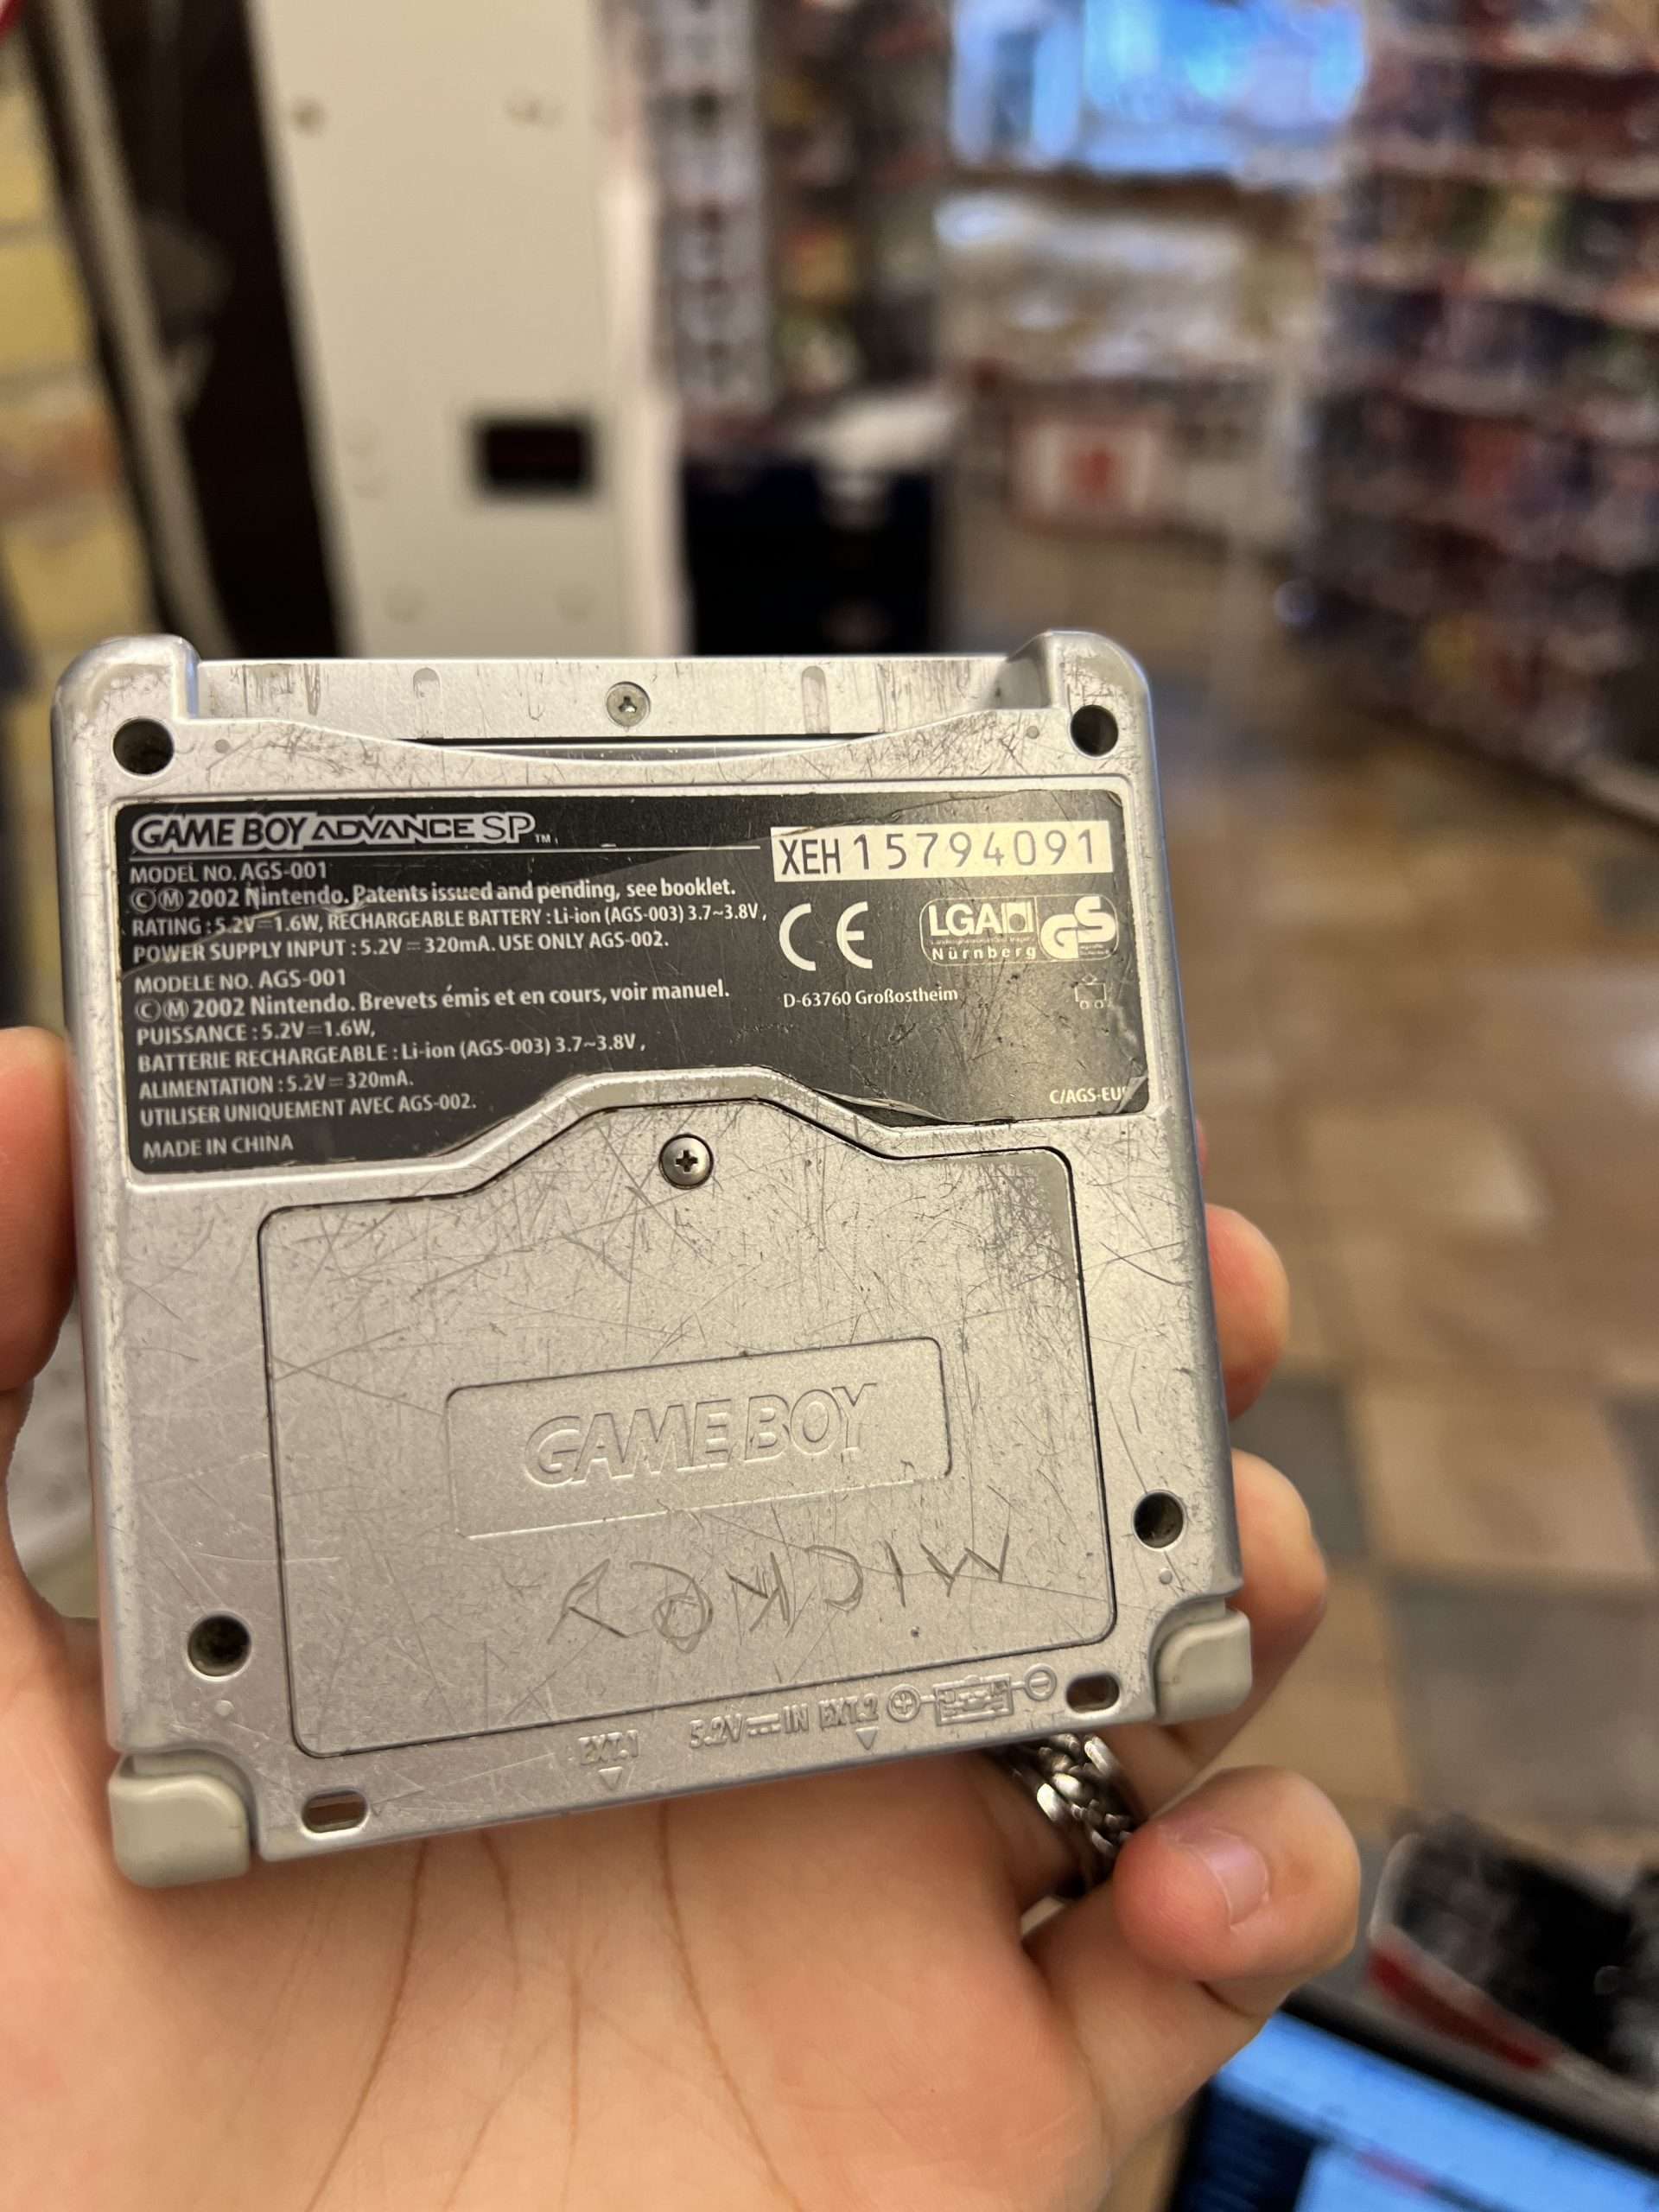 GAME BOY ADVANCE SP™
XEH15794091
MODEL NO. AGS-001
©Ⓜ 2002 Nintendo. Patents issued and pending, see booklet.
RATING : 5.2V⎓1.6W, RECHARGEABLE BATTERY : Li-ion (AGS-003) 3.7~3.8V ,
POWER SUPPLY INPUT : 5.2V⎓320mA. USE ONLY AGS-002.
MODELE NO. AGS-001
©Ⓜ 2002 Nintendo. Brevets émis et en cours, voir manuel.
PUISSANCE : 5.2V⎓1.6W,
BATTERIE RECHARGEABLE : Li-ion (AGS-003) 3.7~3.8V ,
ALIMENTATION : 5.2V⎓320mA.
UTILISER UNIQUEMENT AVEC AGS-002.
MADE IN CHINA
CE
LGA
Nürnberg
GS
D-63760 Großostheim
GAME BOY
MICKEY
EXT.1 5.2V⎓IN EXT.2